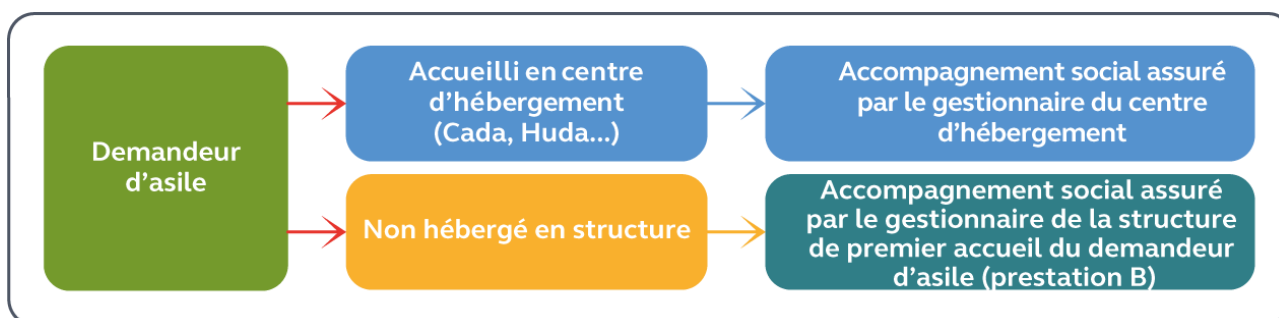 Demandeur
d’asile
Accueilli en centre
d’hébergement
(Cada, Huda...)
Accompagnement social assuré
par le gestionnaire du centre
d’hébergement
Non hébergé en structure
Accompagnement social assuré
par le gestionnaire de la structure
de premier accueil du demandeur
d’asile (prestation B)